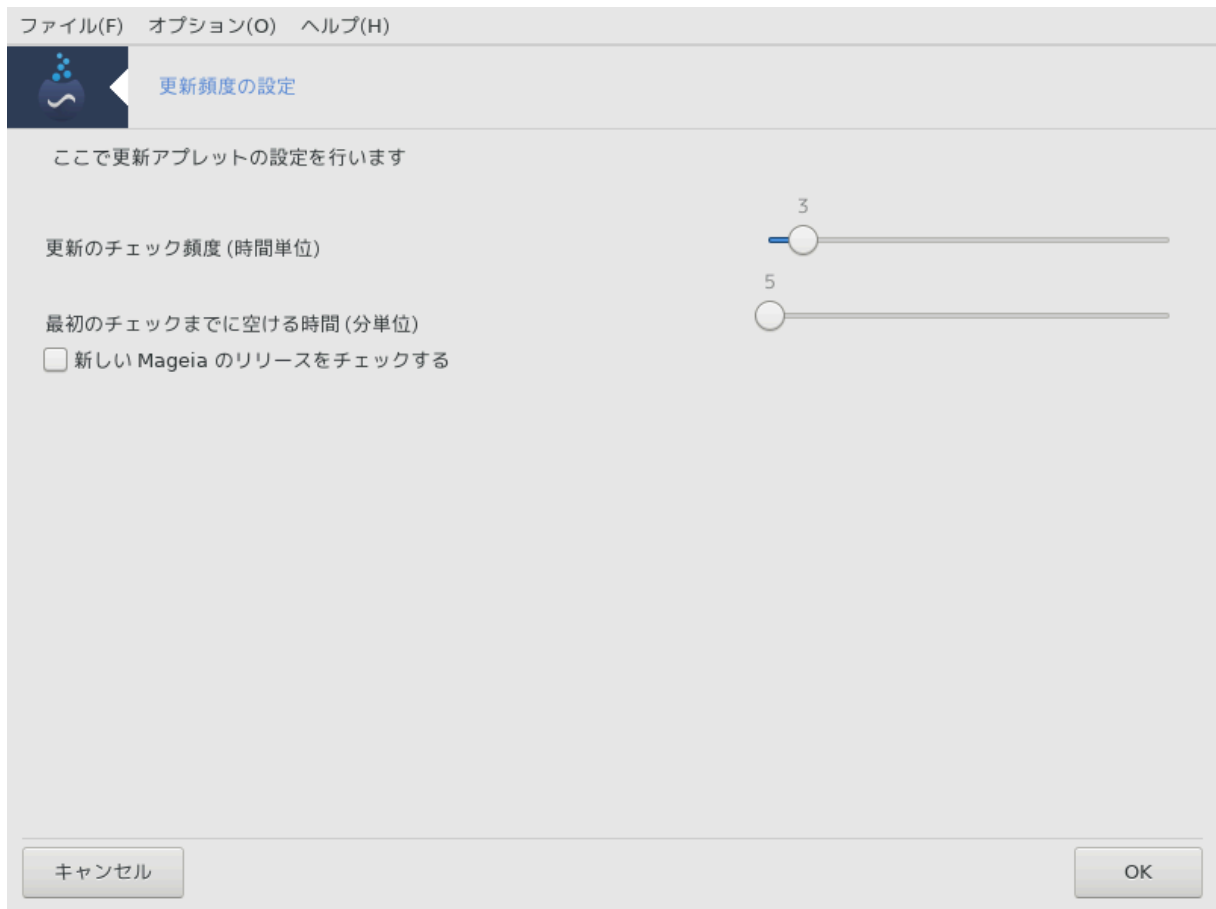 ファイル(F) オプション(O) ヘルプ(H)
更新頻度の設定
ここで更新アプレットの設定を行います
3
更新のチェック頻度 (時間単位)
5
最初のチェックまでに空ける時間 (分単位)
新しい Mageia のリリースをチェックする
キャンセル OK